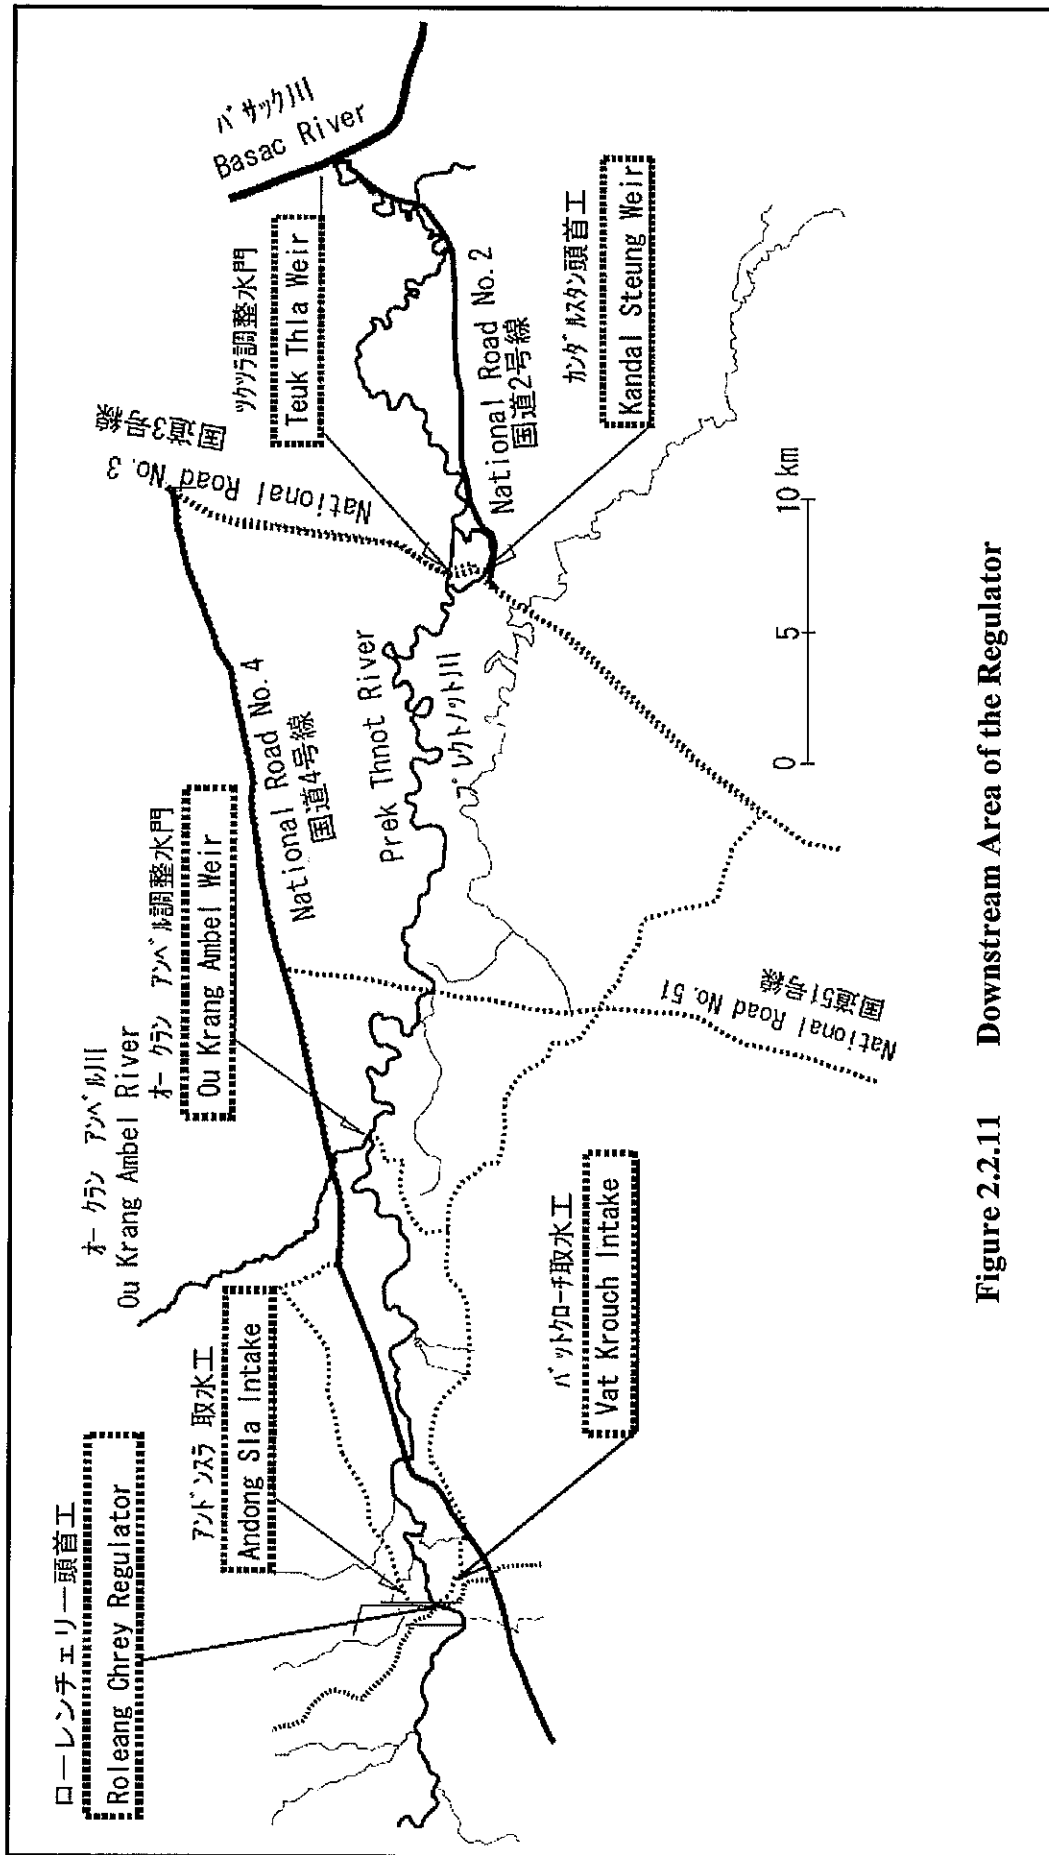 ローレンチェリー頭首工
Roleang Chrey Regulator
アンドンスラ 取水工
Andong Sla Intake
オークラン アンベル川
Ou Krang Ambel River
オークラン アンベル調整水門
Ou Krang Ambel Weir
National Road No.4
国道4号線
国道3号線
National Road No.3
バサック川
Basac River
ツクツラ調整水門
Teuk Thla Weir
National Road No.2
国道2号線
Prek Thnot River
プレクトノット川
カンダルスタン頭首工
Kandal Steung Weir
バットクローチ取水工
Vat Krouch Intake
National Road No.51
国道51号線
0 5 10 km
Figure 2.2.11 Downstream Area of the Regulator